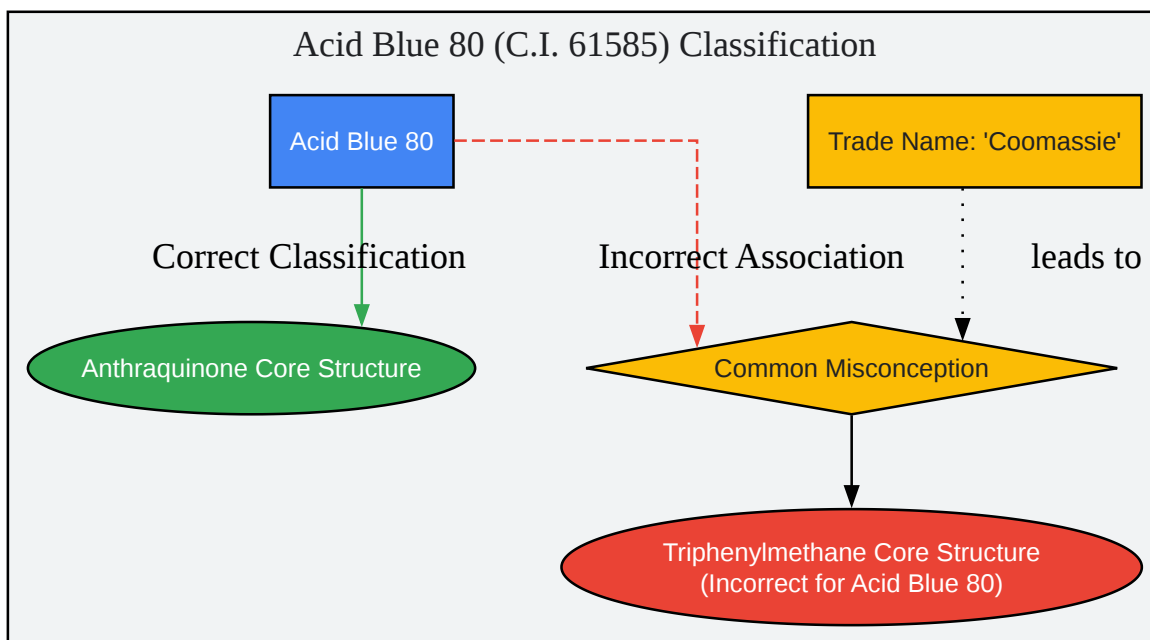 Acid Blue 80 (C.I. 61585) Classification
Acid Blue 80
Trade Name: 'Coomassie'
Correct Classification
Incorrect Association
leads to
Anthraquinone Core Structure
Common Misconception
Triphenylmethane Core Structure
(Incorrect for Acid Blue 80)